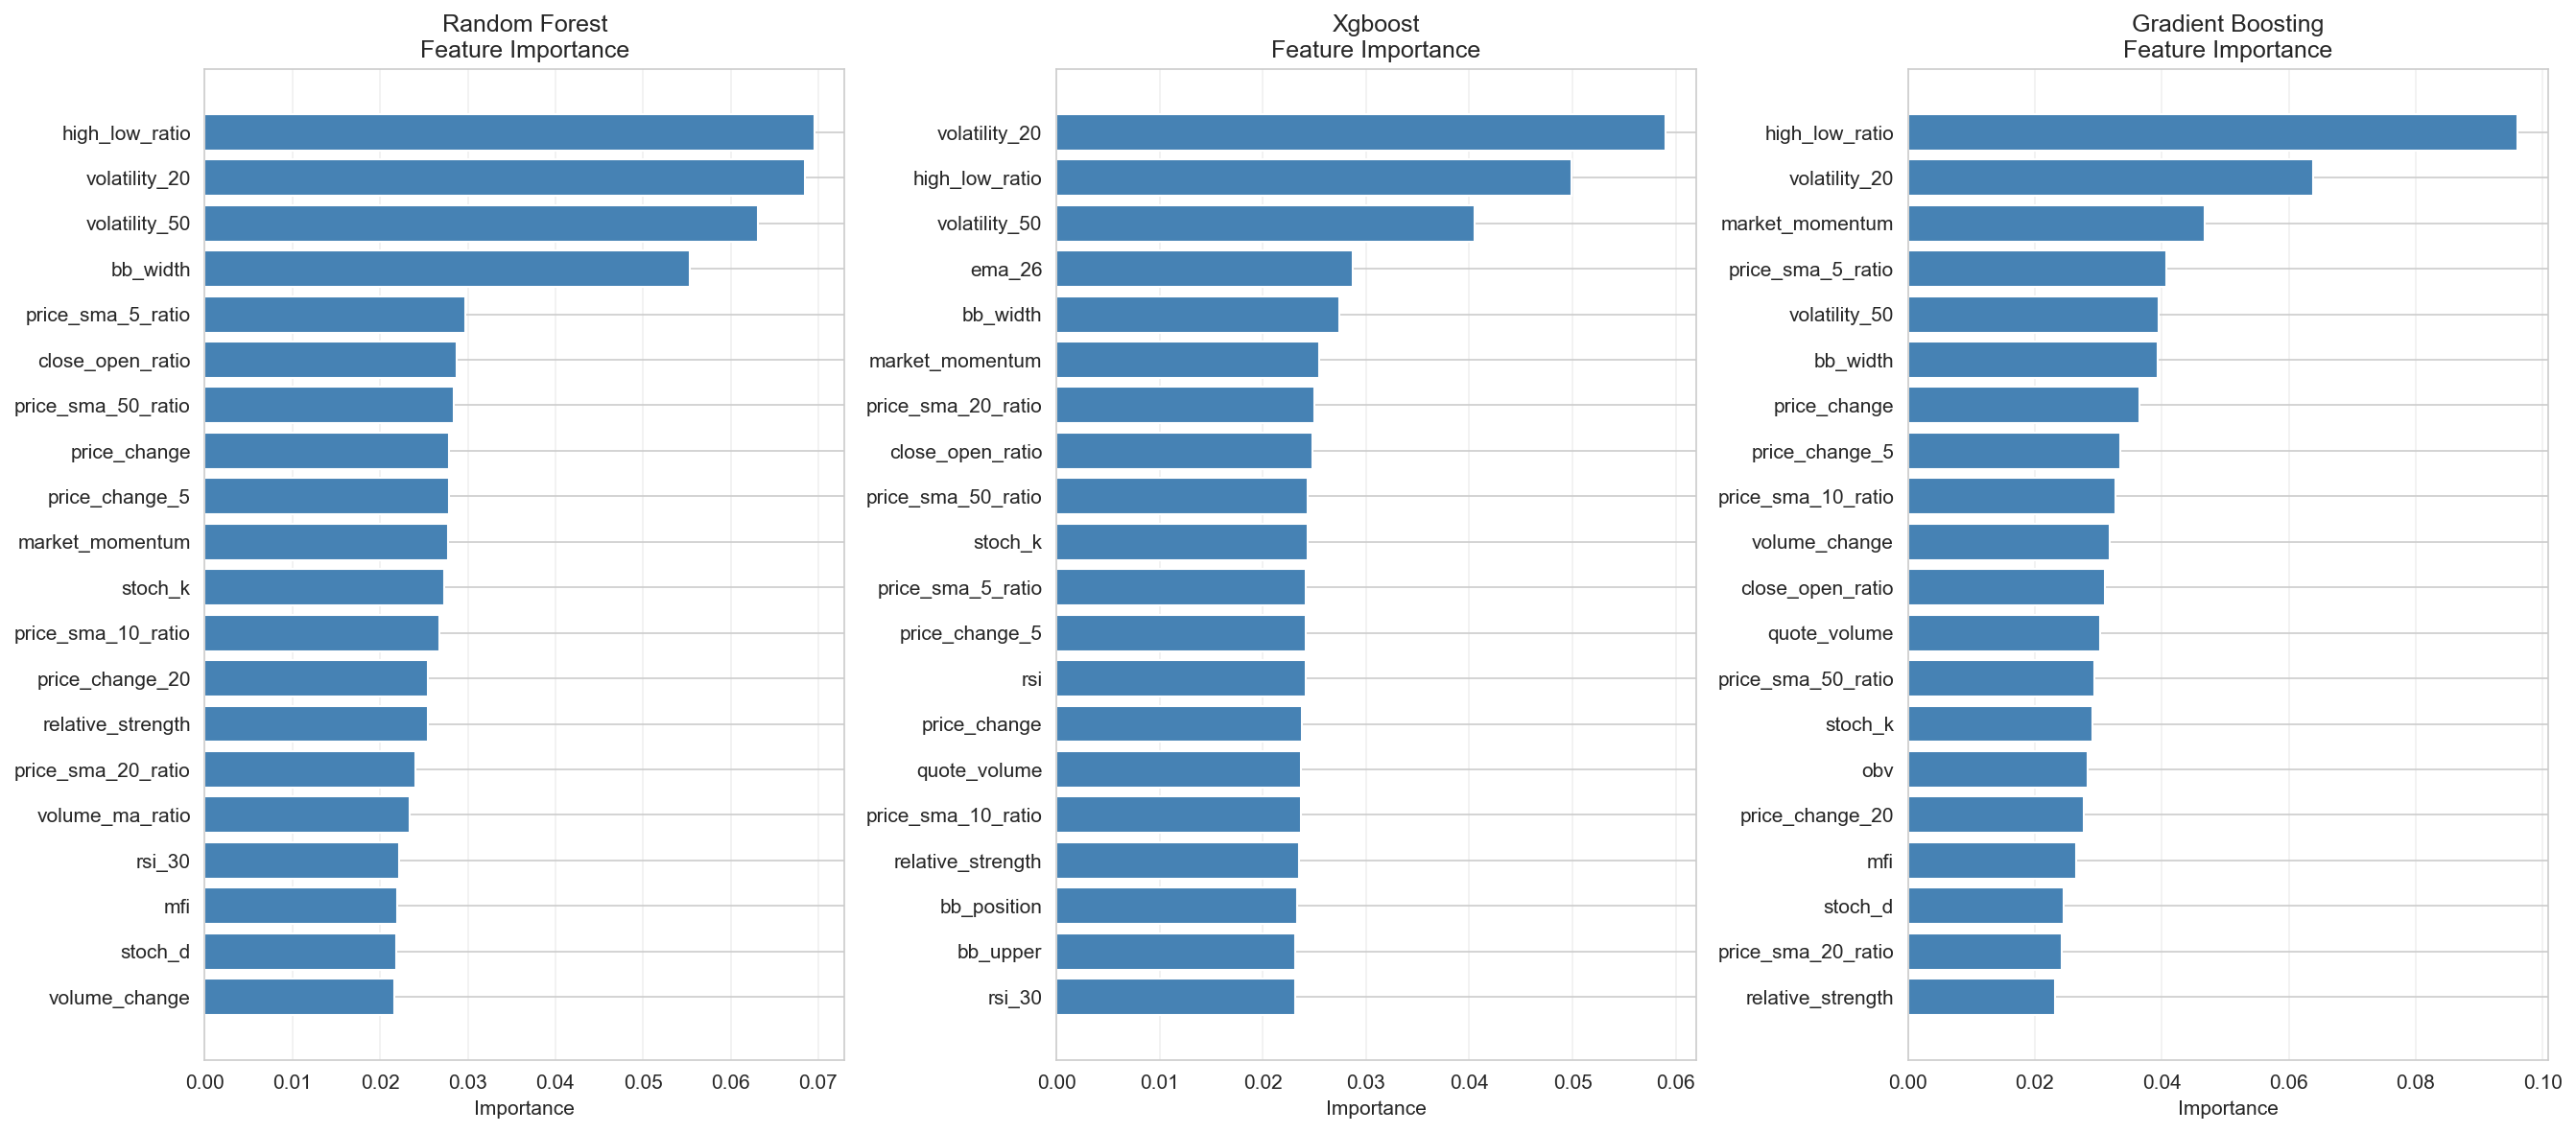 Random Forest
Feature Importance
high_low_ratio
volatility_20
volatility_50
bb_width
price_sma_5_ratio
close_open_ratio
price_sma_50_ratio
price_change
price_change_5
market_momentum
stoch_k
price_sma_10_ratio
price_change_20
relative_strength
price_sma_20_ratio
volume_ma_ratio
rsi_30
mfi
stoch_d
volume_change
0.00 0.01 0.02 0.03 0.04 0.05 0.06 0.07
Importance
Xgboost
Feature Importance
volatility_20
high_low_ratio
volatility_50
ema_26
bb_width
market_momentum
price_sma_20_ratio
close_open_ratio
price_sma_50_ratio
stoch_k
price_sma_5_ratio
price_change_5
rsi
price_change
quote_volume
price_sma_10_ratio
relative_strength
bb_position
bb_upper
rsi_30
0.00 0.01 0.02 0.03 0.04 0.05 0.06
Importance
Gradient Boosting
Feature Importance
high_low_ratio
volatility_20
market_momentum
price_sma_5_ratio
volatility_50
bb_width
price_change
price_change_5
price_sma_10_ratio
volume_change
close_open_ratio
quote_volume
price_sma_50_ratio
stoch_k
obv
price_change_20
mfi
stoch_d
price_sma_20_ratio
relative_strength
0.00 0.02 0.04 0.06 0.08 0.10
Importance